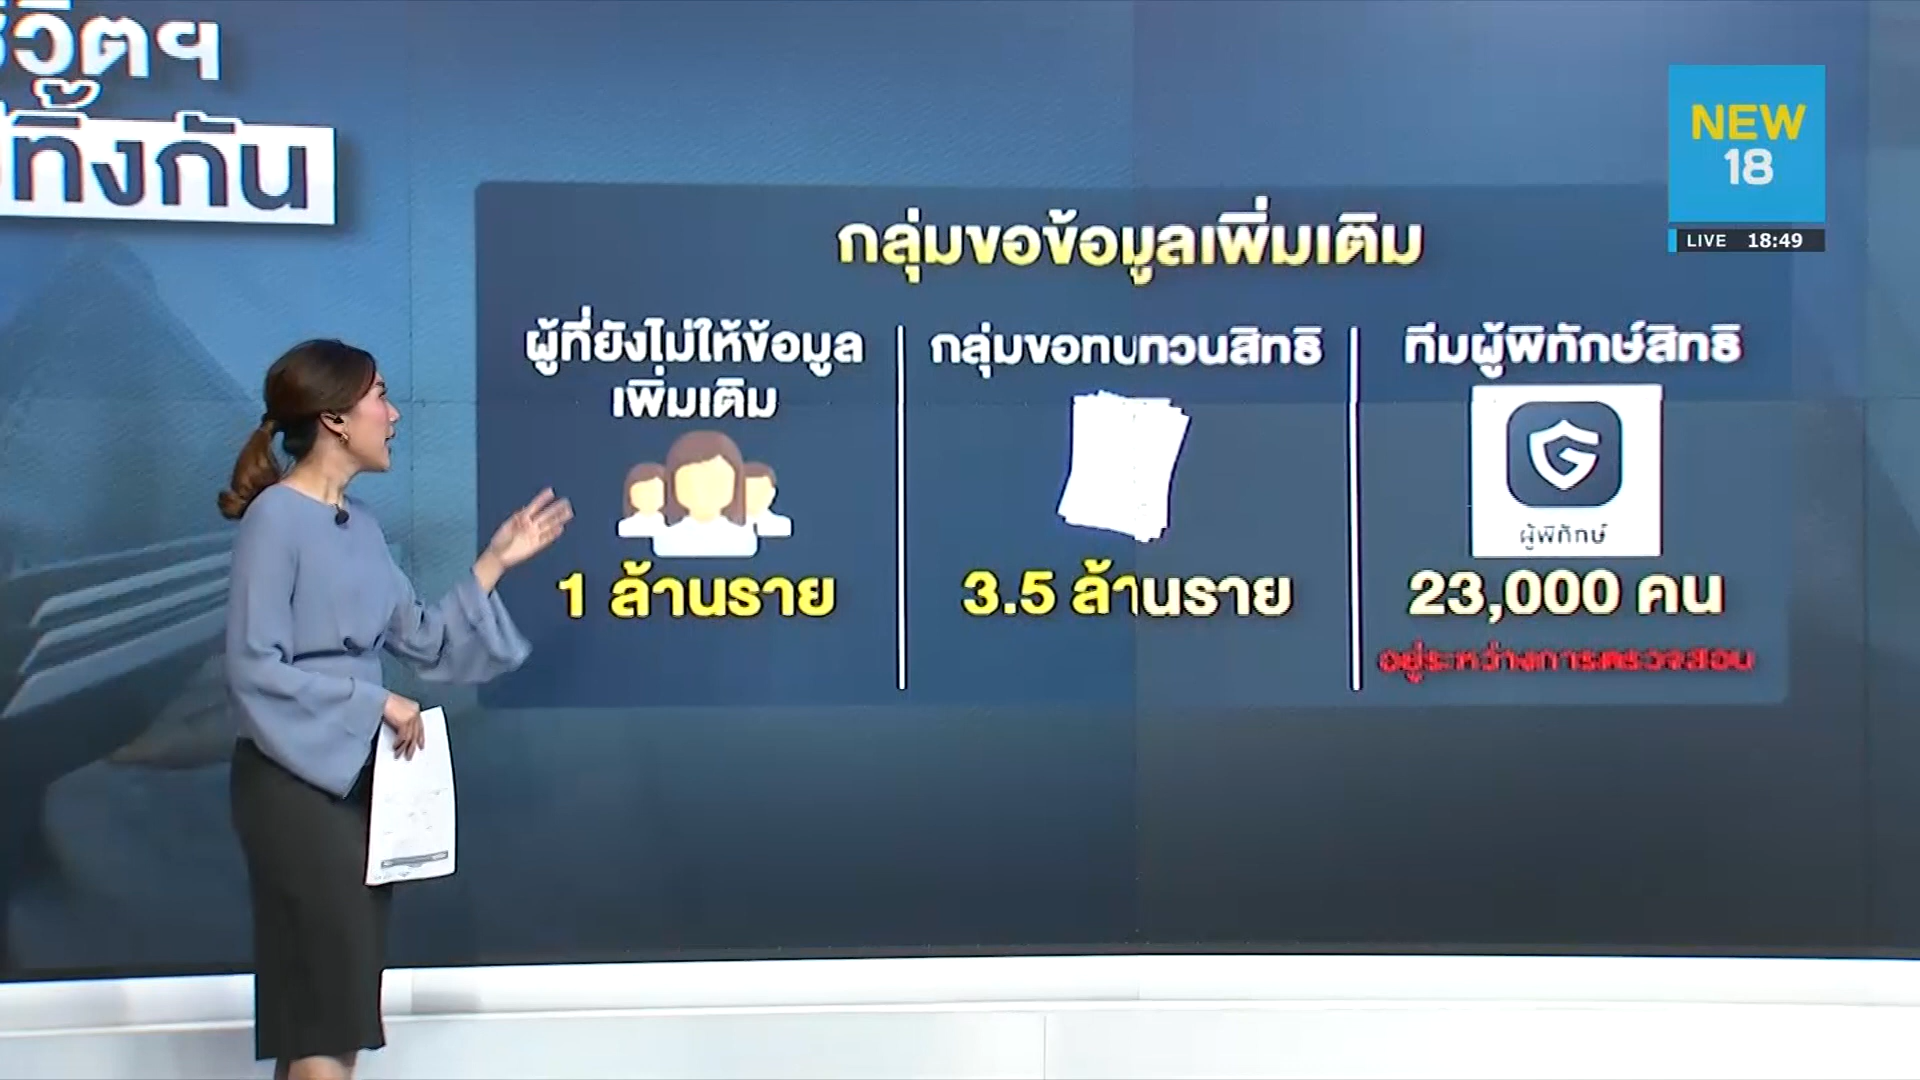 ทิ้งกัน
NEW
18
LIVE 18:49
กลุ่มขอข้อมูลเพิ่มเติม
ผู้ที่ยังไม่ให้ข้อมูล
เพิ่มเติม
1 ล้านราย
กลุ่มขอทบทวนสิทธิ
3.5 ล้านราย
ทีมผู้พิทักษ์สิทธิ
G
ผู้พิทักษ์
23,000 คน
อยู่ระหว่างการตรวจสอบ